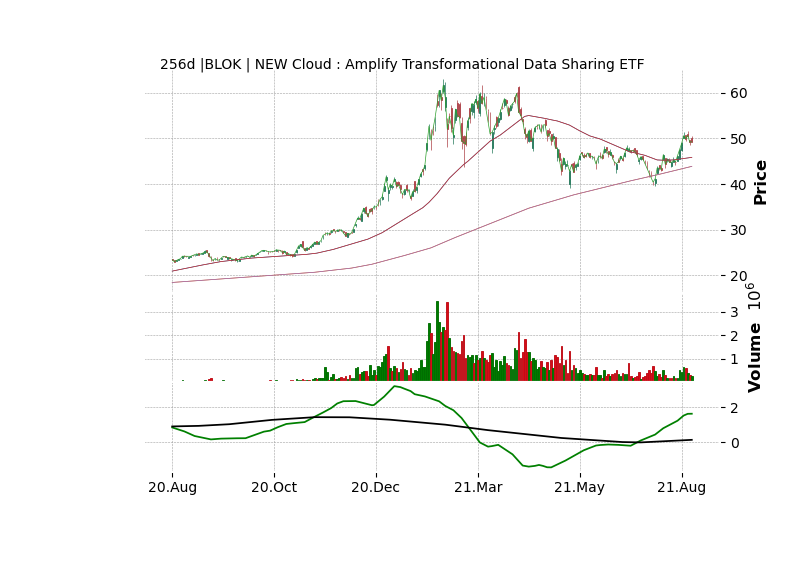 256d |BLOK | NEW Cloud : Amplify Transformational Data Sharing ETF
60
50
40
30
20
Price
3
2
1
Volume 10^6
2
0
20.Aug 20.Oct 20.Dec 21.Mar 21.May 21.Aug